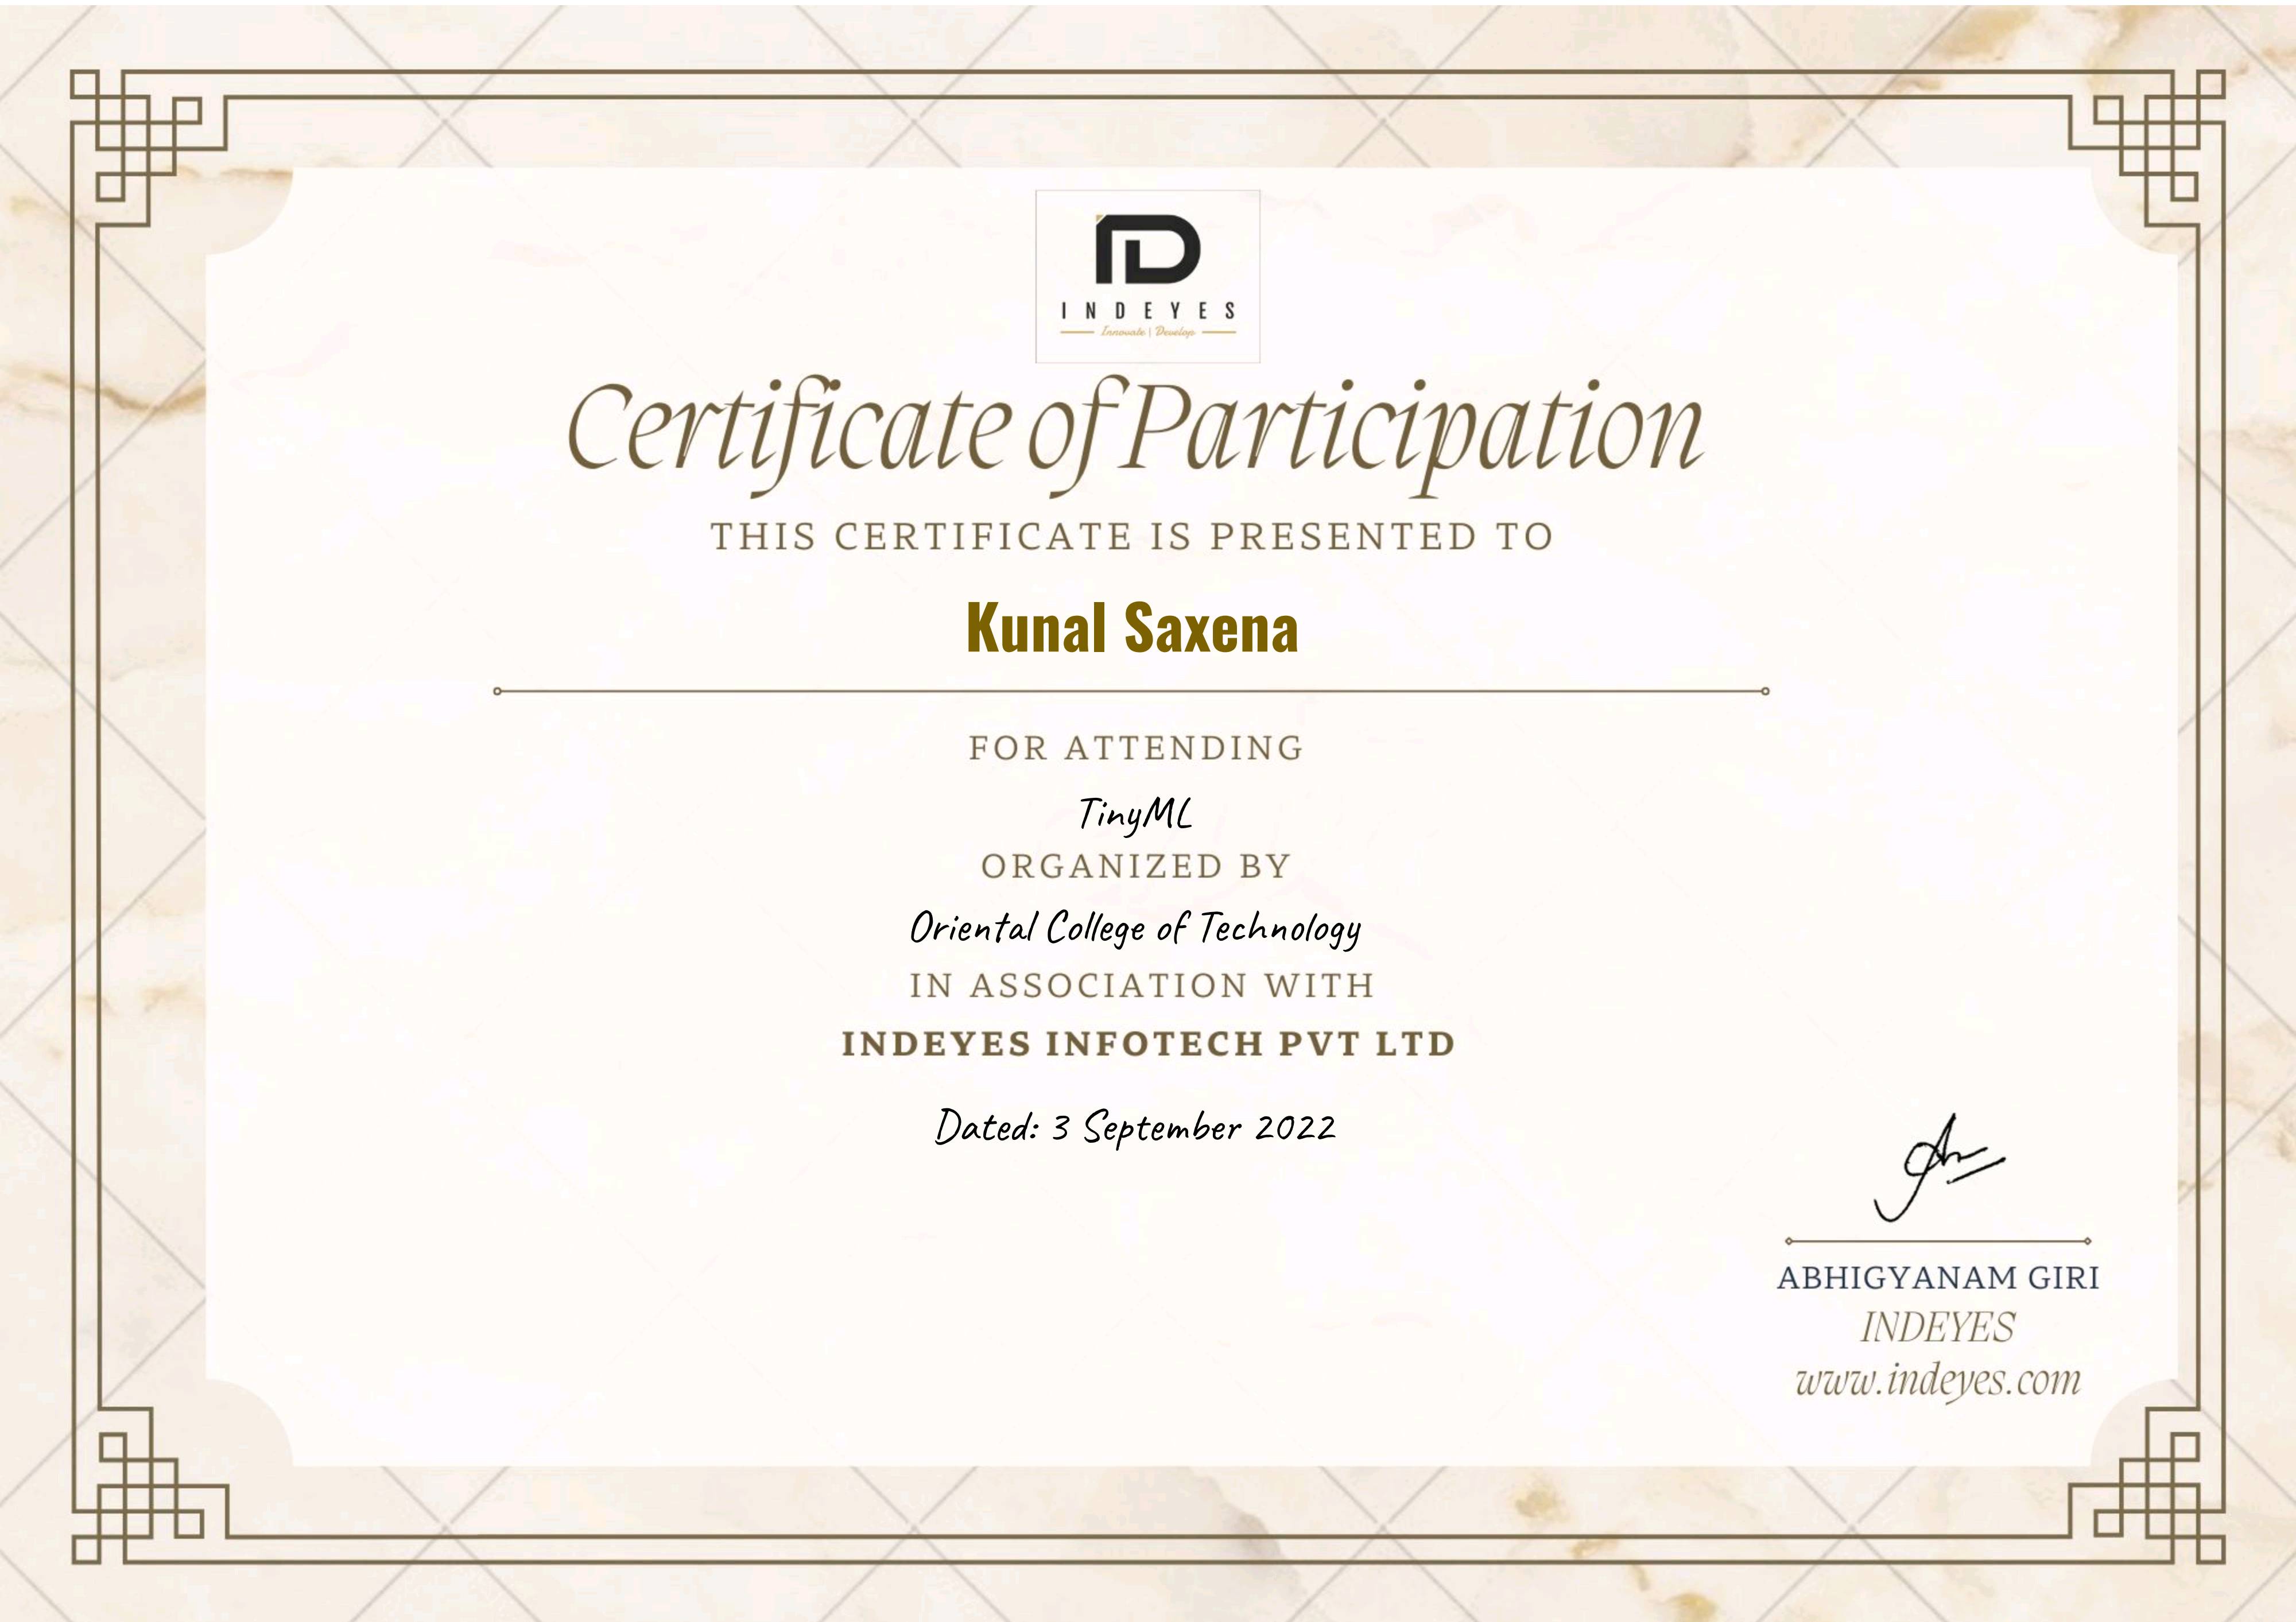 INDEYES
Innovate | Develop
Certificate of Participation
THIS CERTIFICATE IS PRESENTED TO
Kunal Saxena
FOR ATTENDING
TinyML
ORGANIZED BY
Oriental College of Technology
IN ASSOCIATION WITH
INDEYES INFOTECH PVT LTD
Dated: 3 September 2022
ABHIGYANAM GIRI
INDEYES
www.indeyes.com